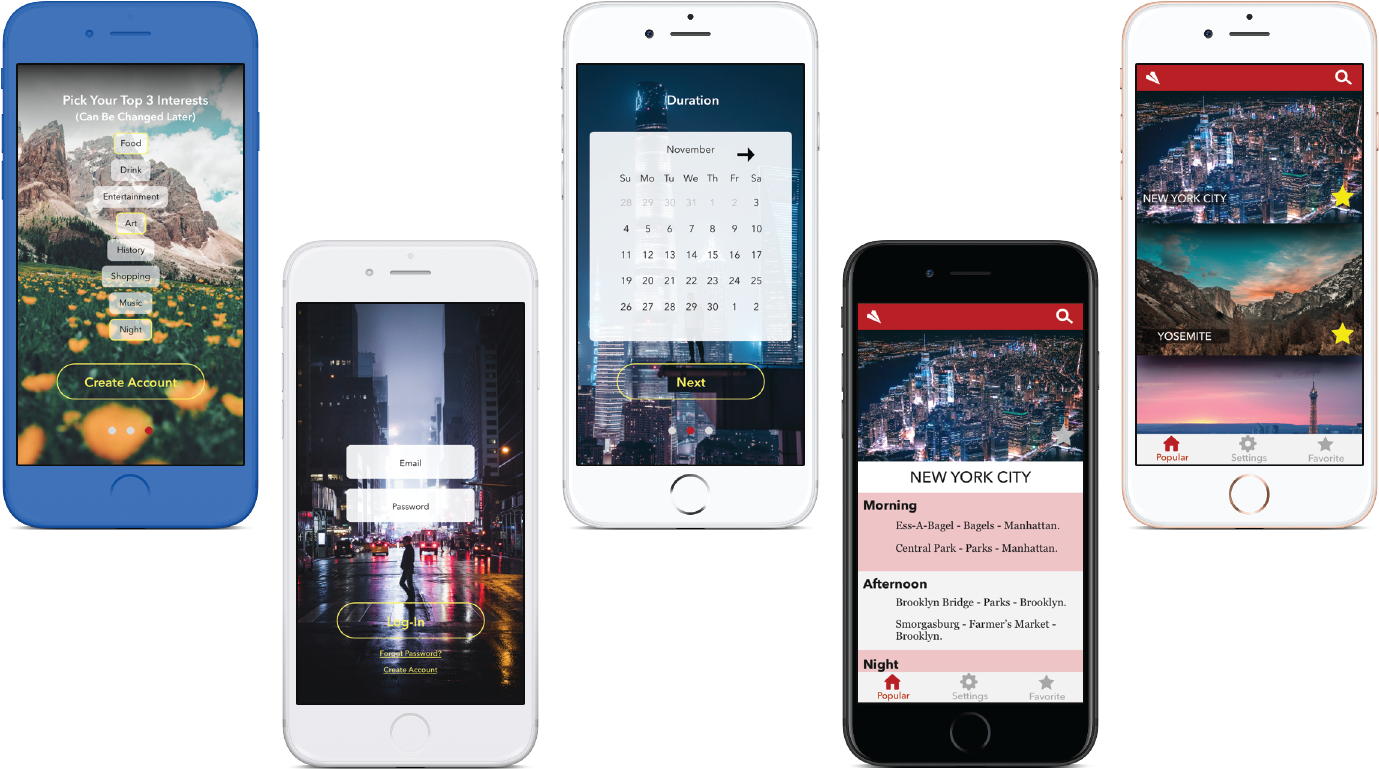 Pick Your Top 3 Interests
(Can Be Changed Later)
Food
Drink
Entertainment
Art
History
Shopping
Music
Night
Create Account
Email
Password
Log-In
Forgot Password?
Create Account
Duration
November
Su Mo Tu We Th Fr Sa
28 29 30 31 1 2 3
4 5 6 7 8 9 10
11 12 13 14 15 16 17
19 20 21 22 23 24 25
26 27 28 29 30 1 2
Next
NEW YORK CITY
Morning
Ess-A-Bagel - Bagels - Manhattan.
Central Park - Parks - Manhattan.
Afternoon
Brooklyn Bridge - Parks - Brooklyn.
Smorgasburg - Farmer's Market -
Brooklyn.
Night
Popular Settings Favorite
NEW YORK CITY
YOSEMITE
Popular Settings Favorite